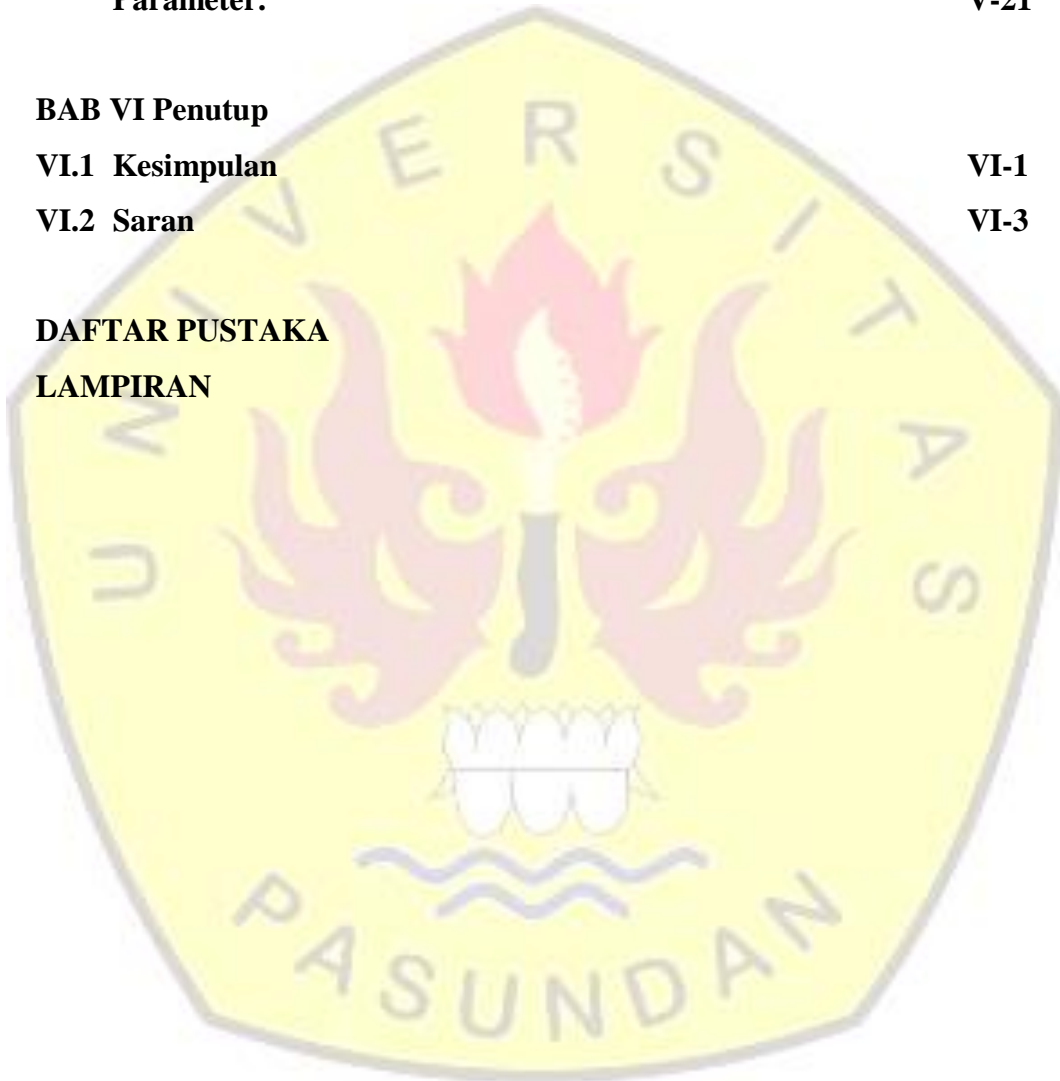 Parameter. V-21
BAB VI Penutup
VI.1 Kesimpulan VI-1
VI.2 Saran VI-3
DAFTAR PUSTAKA
LAMPIRAN
UNIVERSITAS
PASUNDAN